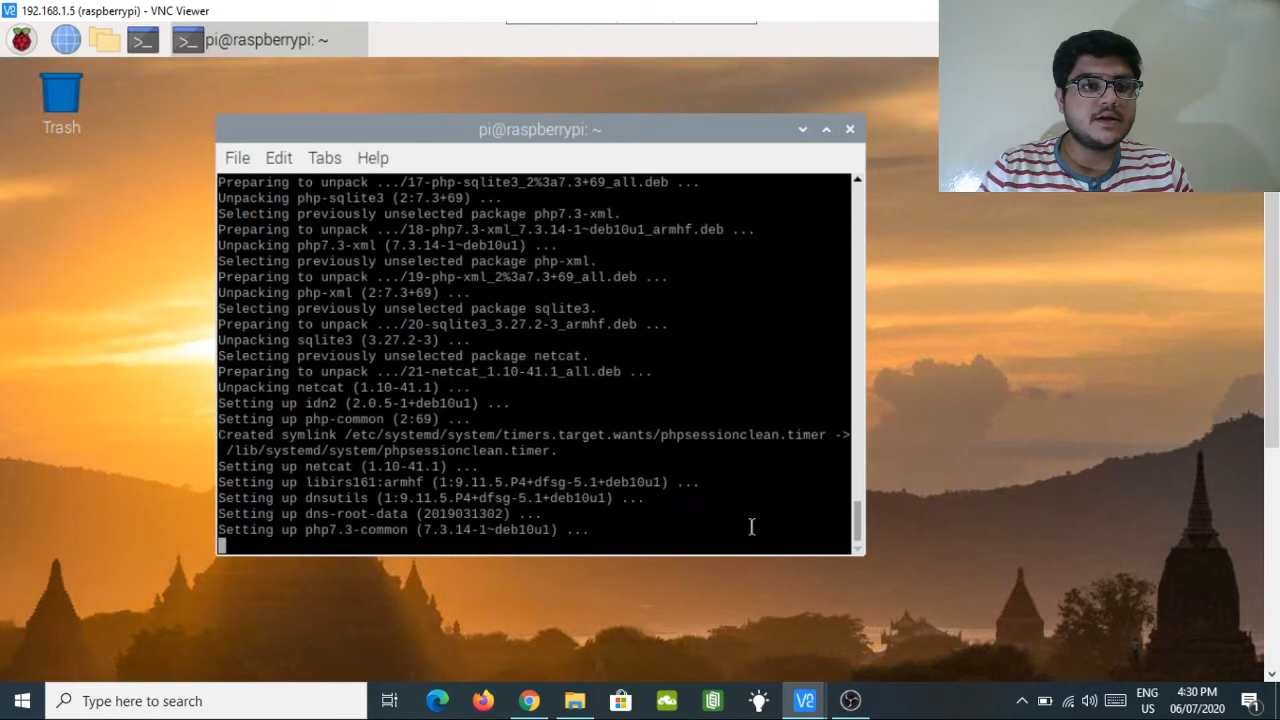 192.168.1.5 (raspberrypi) - VNC Viewer
pi@raspberrypi: ~
Trash
pi@raspberrypi: ~
File Edit Tabs Help
Preparing to unpack .../17-php-sqlite3_2%3a7.3+69_all.deb ...
Unpacking php-sqlite3 (2:7.3+69) ...
Selecting previously unselected package php7.3-xml.
Preparing to unpack .../18-php7.3-xml_7.3.14-1~deb10u1_armhf.deb ...
Unpacking php7.3-xml (7.3.14-1~deb10u1) ...
Selecting previously unselected package php-xml.
Preparing to unpack .../19-php-xml_2%3a7.3+69_all.deb ...
Unpacking php-xml (2:7.3+69) ...
Selecting previously unselected package sqlite3.
Preparing to unpack .../20-sqlite3_3.27.2-3_armhf.deb ...
Unpacking sqlite3 (3.27.2-3) ...
Selecting previously unselected package netcat.
Preparing to unpack .../21-netcat_1.10-41.1_all.deb ...
Unpacking netcat (1.10-41.1) ...
Setting up idn2 (2.0.5-1+deb10u1) ...
Setting up php-common (2:69) ...
Created symlink /etc/systemd/system/timers.target.wants/phpsessionclean.timer ->
/lib/systemd/system/phpsessionclean.timer.
Setting up netcat (1.10-41.1) ...
Setting up libirs161:armhf (1:9.11.5.P4+dfsg-5.1+deb10u1) ...
Setting up dnsutils (1:9.11.5.P4+dfsg-5.1+deb10u1) ...
Setting up dns-root-data (2019031302) ...
Setting up php7.3-common (7.3.14-1~deb10u1) ...
Type here to search
ENG
US
4:30 PM
06/07/2020
1